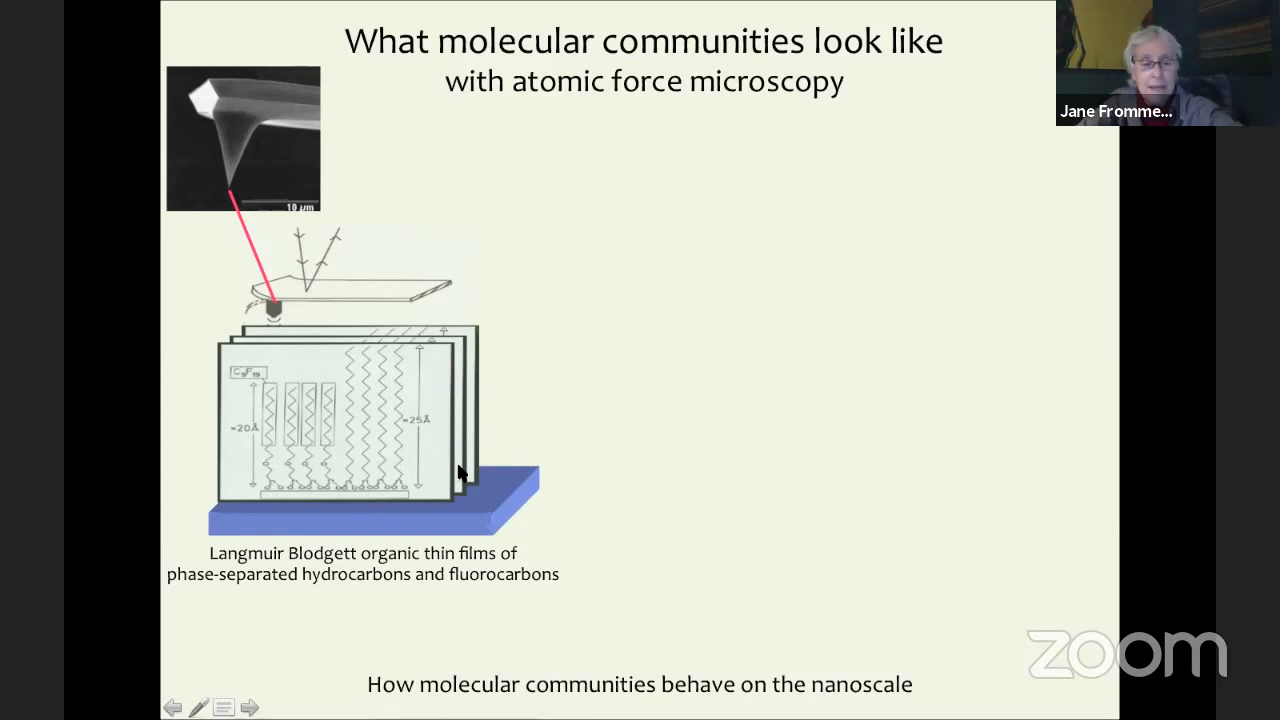 What molecular communities look like
with atomic force microscopy
Jane Fromme...
10 µm
C₉F₁₉
≈20Å
≈25Å
Langmuir Blodgett organic thin films of
phase-separated hydrocarbons and fluorocarbons
zoom
How molecular communities behave on the nanoscale